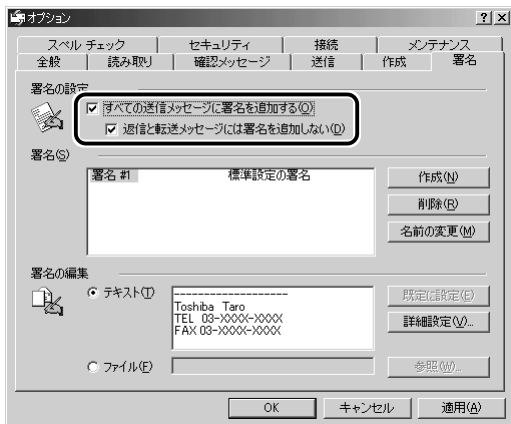 オプション
スペル チェック セキュリティ 接続 メンテナンス
全般 読み取り 確認メッセージ 送信 作成 署名
署名の設定
すべての送信メッセージに署名を追加する(O)
返信と転送メッセージには署名を追加しない(D)
署名(S)
署名 #1 標準設定の署名
作成(N)
削除(R)
名前の変更(M)
署名の編集
テキスト(T)
-------------------
Toshiba Taro
TEL 03-XXXX-XXXX
FAX 03-XXXX-XXXX
既定に設定(E)
詳細設定(V)...
ファイル(F)
参照(W)...
OK キャンセル 適用(A)